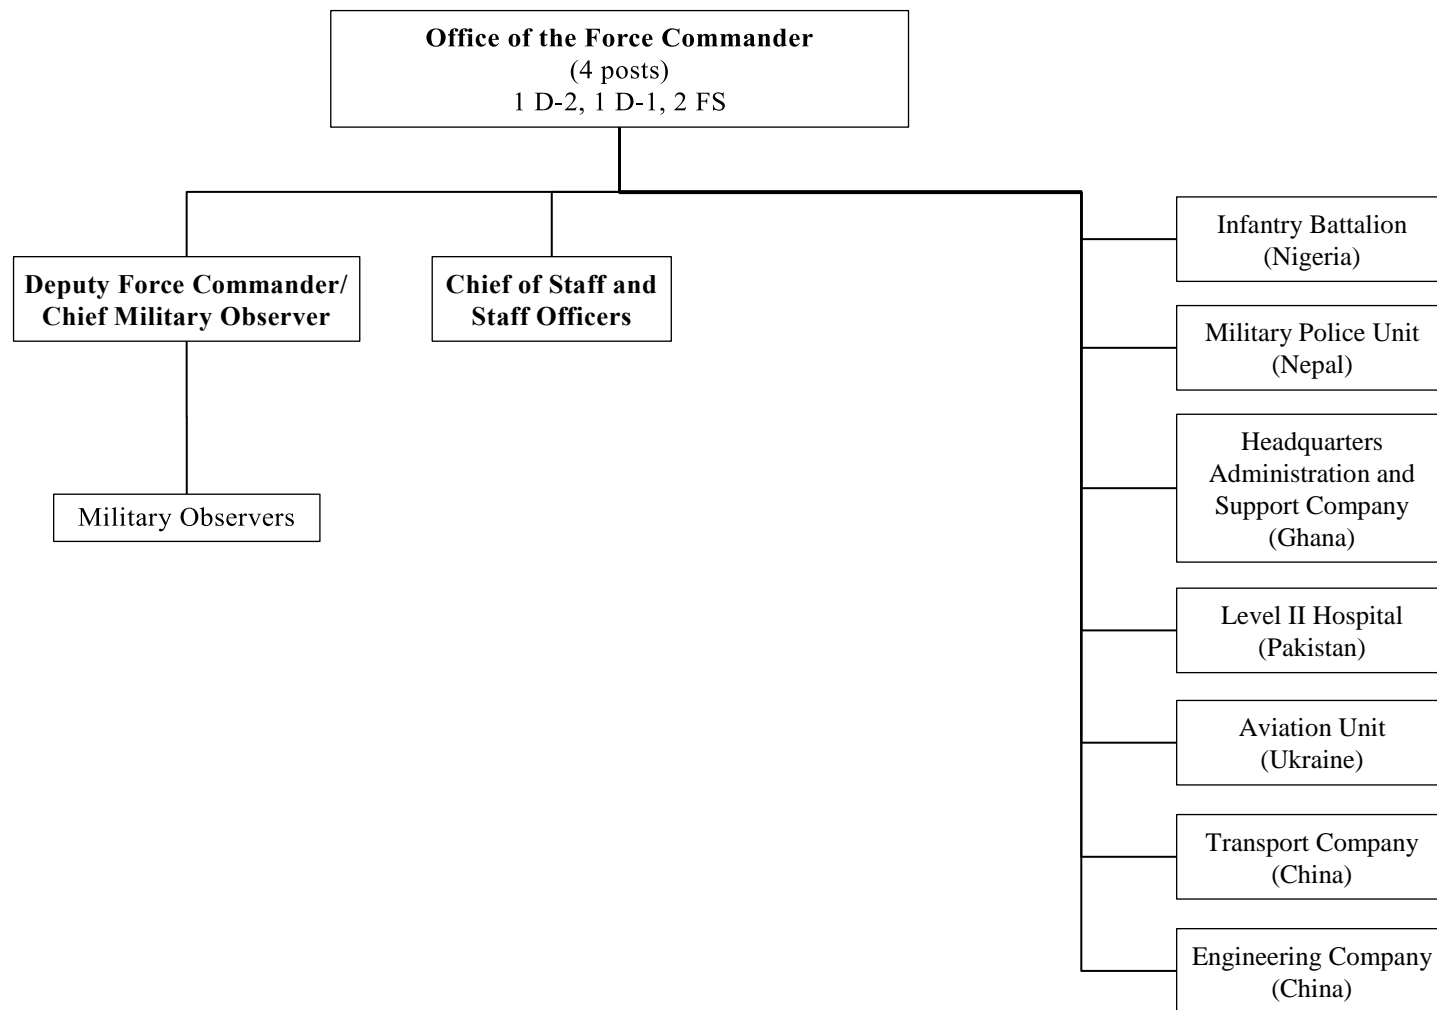 Office of the Force Commander
(4 posts)
1 D-2, 1 D-1, 2 FS
Deputy Force Commander/
Chief Military Observer
Chief of Staff and
Staff Officers
Military Observers
Infantry Battalion
(Nigeria)
Military Police Unit
(Nepal)
Headquarters
Administration and
Support Company
(Ghana)
Level II Hospital
(Pakistan)
Aviation Unit
(Ukraine)
Transport Company
(China)
Engineering Company
(China)